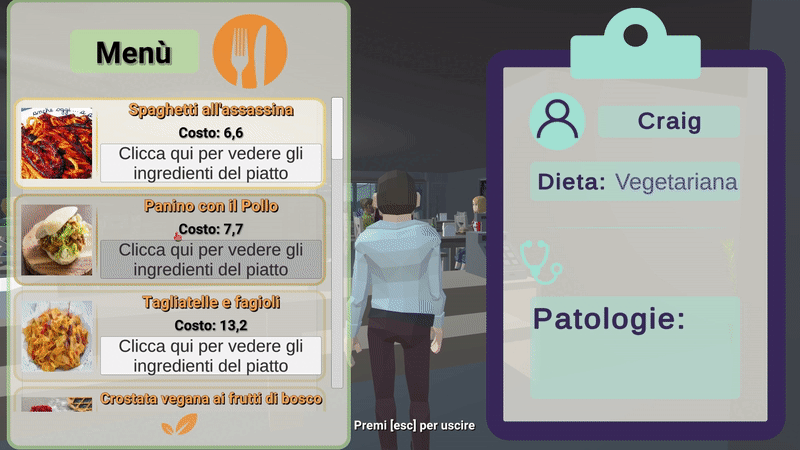 Menù
Spaghetti all'assassina
Costo: 6,6
Clicca qui per vedere gli
ingredienti del piatto
Panino con il Pollo
Costo: 7,7
Clicca qui per vedere gli
ingredienti del piatto
Tagliatelle e fagioli
Costo: 13,2
Clicca qui per vedere gli
ingredienti del piatto
Crostata vegana ai frutti di bosco
Premi [esc] per uscire
Craig
Dieta: Vegetariana
Patologie: